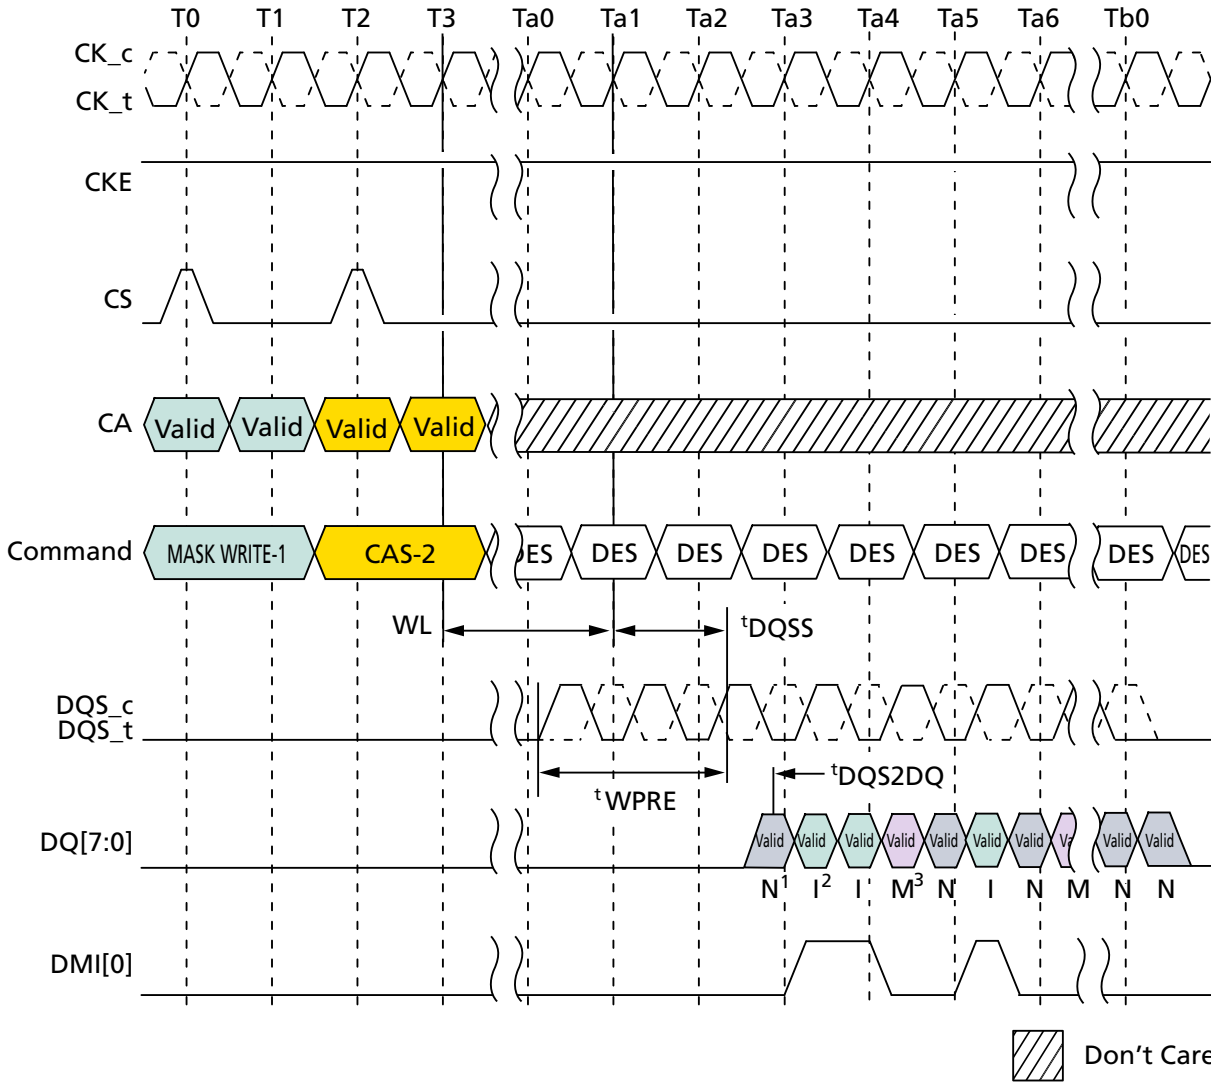 T0 T1 T2 T3 Ta0 Ta1 Ta2 Ta3 Ta4 Ta5 Ta6 Tb0
CK_c
CK_t
CKE
CS
CA Valid Valid Valid Valid
Command MASK WRITE-1 CAS-2 DES DES DES DES DES DES DES DES DES
WL tDQSS
DQS_c
DQS_t
tDQS2DQ
tWPRE
DQ[7:0] Valid Valid Valid Valid Valid Valid Valid Va Valid Valid
N1 I2 I M3 N I N M N N
DMI[0]
Don't Care